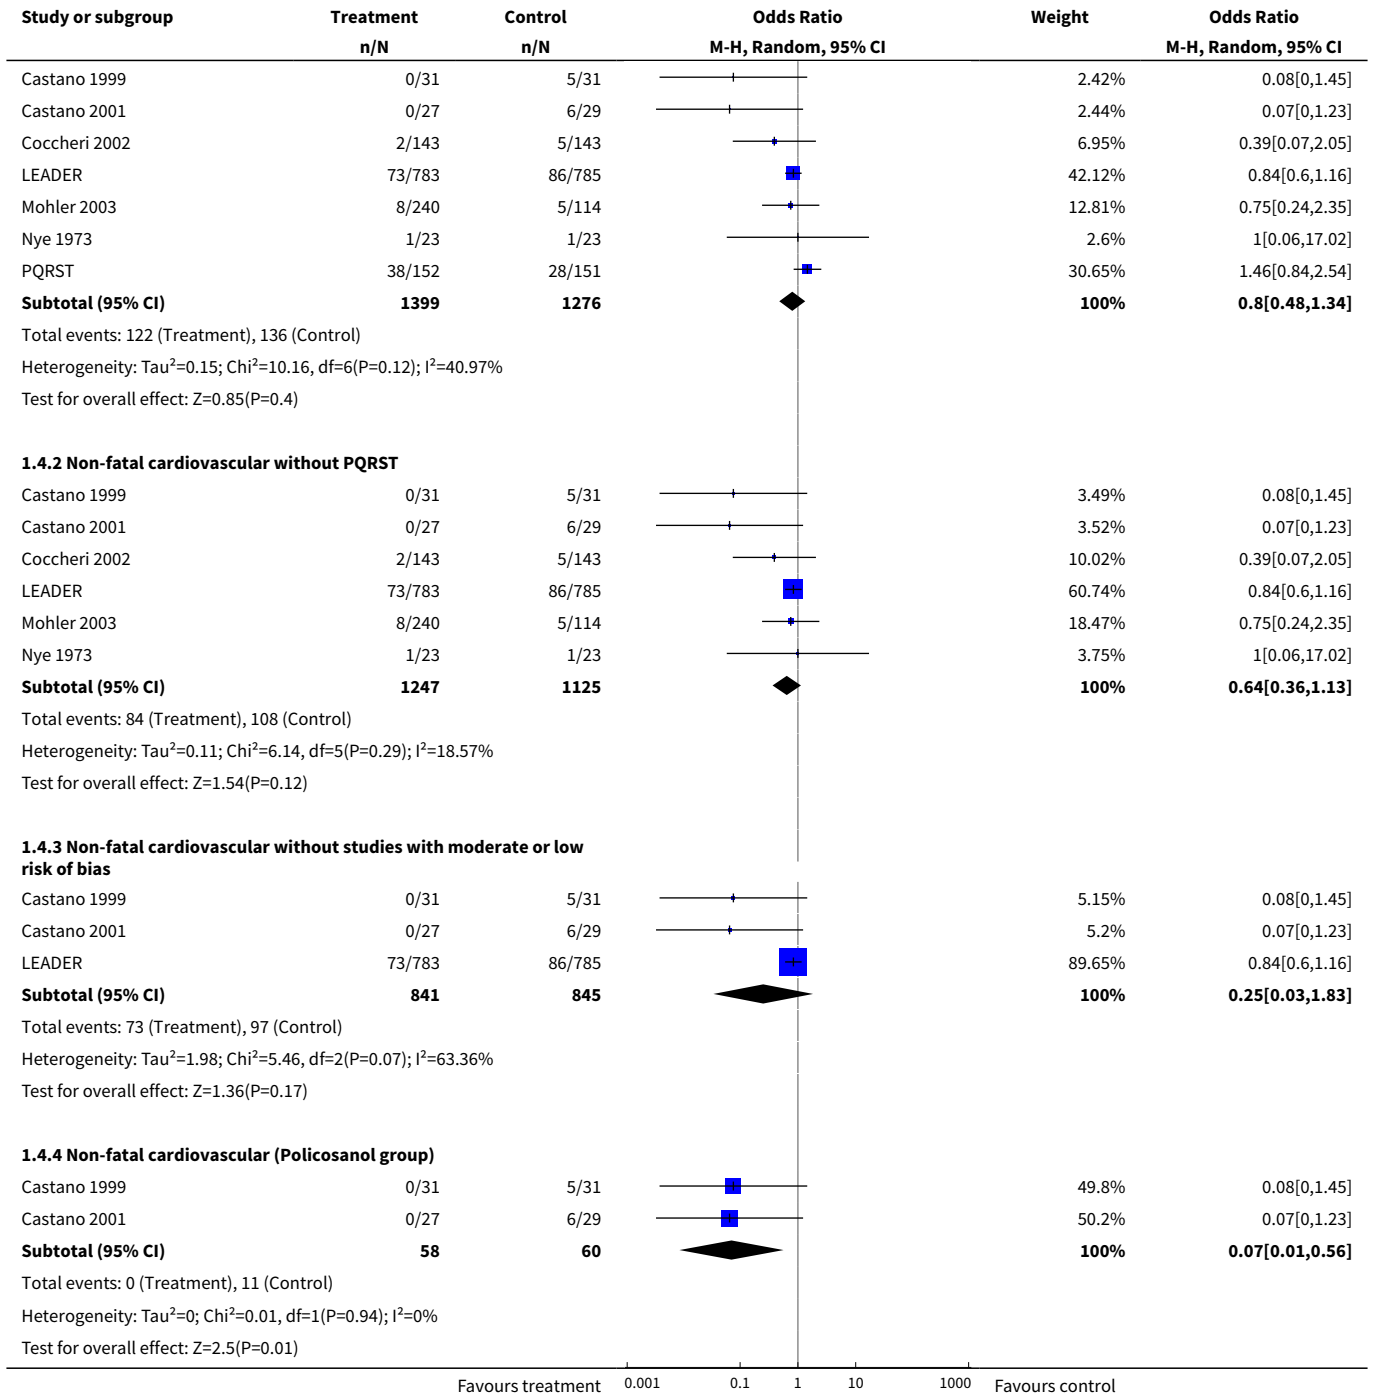 Study or subgroup Treatment Control Odds Ratio Weight Odds Ratio
n/N n/N M-H, Random, 95% CI M-H, Random, 95% CI
Castano 1999 0/31 5/31 2.42% 0.08[0,1.45]
Castano 2001 0/27 6/29 2.44% 0.07[0,1.23]
Coccheri 2002 2/143 5/143 6.95% 0.39[0.07,2.05]
LEADER 73/783 86/785 42.12% 0.84[0.6,1.16]
Mohler 2003 8/240 5/114 12.81% 0.75[0.24,2.35]
Nye 1973 1/23 1/23 2.6% 1[0.06,17.02]
PQRST 38/152 28/151 30.65% 1.46[0.84,2.54]
Subtotal (95% CI) 1399 1276 100% 0.8[0.48,1.34]
Total events: 122 (Treatment), 136 (Control)
Heterogeneity: Tau²=0.15; Chi²=10.16, df=6(P=0.12); I²=40.97%
Test for overall effect: Z=0.85(P=0.4)
1.4.2 Non-fatal cardiovascular without PQRST
Castano 1999 0/31 5/31 3.49% 0.08[0,1.45]
Castano 2001 0/27 6/29 3.52% 0.07[0,1.23]
Coccheri 2002 2/143 5/143 10.02% 0.39[0.07,2.05]
LEADER 73/783 86/785 60.74% 0.84[0.6,1.16]
Mohler 2003 8/240 5/114 18.47% 0.75[0.24,2.35]
Nye 1973 1/23 1/23 3.75% 1[0.06,17.02]
Subtotal (95% CI) 1247 1125 100% 0.64[0.36,1.13]
Total events: 84 (Treatment), 108 (Control)
Heterogeneity: Tau²=0.11; Chi²=6.14, df=5(P=0.29); I²=18.57%
Test for overall effect: Z=1.54(P=0.12)
1.4.3 Non-fatal cardiovascular without studies with moderate or low
risk of bias
Castano 1999 0/31 5/31 5.15% 0.08[0,1.45]
Castano 2001 0/27 6/29 5.2% 0.07[0,1.23]
LEADER 73/783 86/785 89.65% 0.84[0.6,1.16]
Subtotal (95% CI) 841 845 100% 0.25[0.03,1.83]
Total events: 73 (Treatment), 97 (Control)
Heterogeneity: Tau²=1.98; Chi²=5.46, df=2(P=0.07); I²=63.36%
Test for overall effect: Z=1.36(P=0.17)
1.4.4 Non-fatal cardiovascular (Policosanol group)
Castano 1999 0/31 5/31 49.8% 0.08[0,1.45]
Castano 2001 0/27 6/29 50.2% 0.07[0,1.23]
Subtotal (95% CI) 58 60 100% 0.07[0.01,0.56]
Total events: 0 (Treatment), 11 (Control)
Heterogeneity: Tau²=0; Chi²=0.01, df=1(P=0.94); I²=0%
Test for overall effect: Z=2.5(P=0.01)
Favours treatment 0.001 0.1 1 10 1000 Favours control